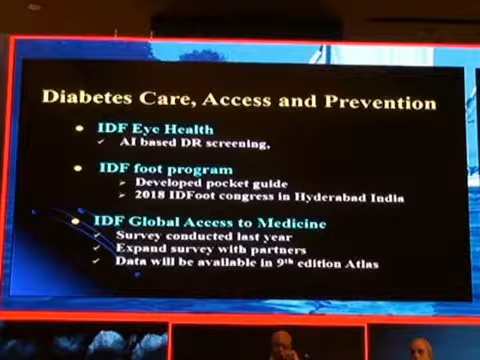 Diabetes Care, Access and Prevention
IDF Eye Health
AI based DR screening,
IDF foot program
Developed pocket guide
2018 IDFoot congress in Hyderabad India
IDF Global Access to Medicine
Survey conducted last year
Expand survey with partners
Data will be available in 9th edition Atlas